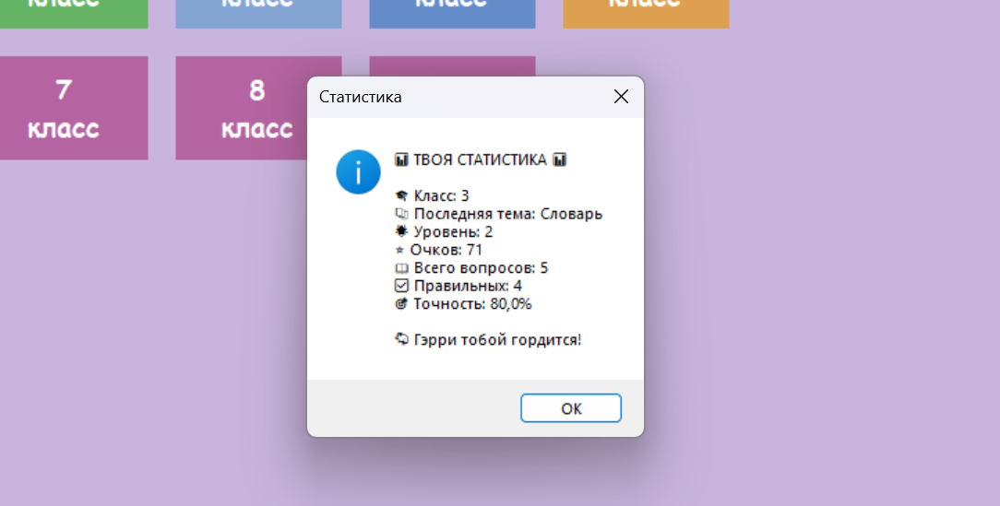 класс
класс
класс
класс
7
класс
8
класс
Статистика
ТВОЯ СТАТИСТИКА
Класс: 3
Последняя тема: Словарь
Уровень: 2
Очков: 71
Всего вопросов: 5
Правильных: 4
Точность: 80,0%
Гэрри тобой гордится!
OK